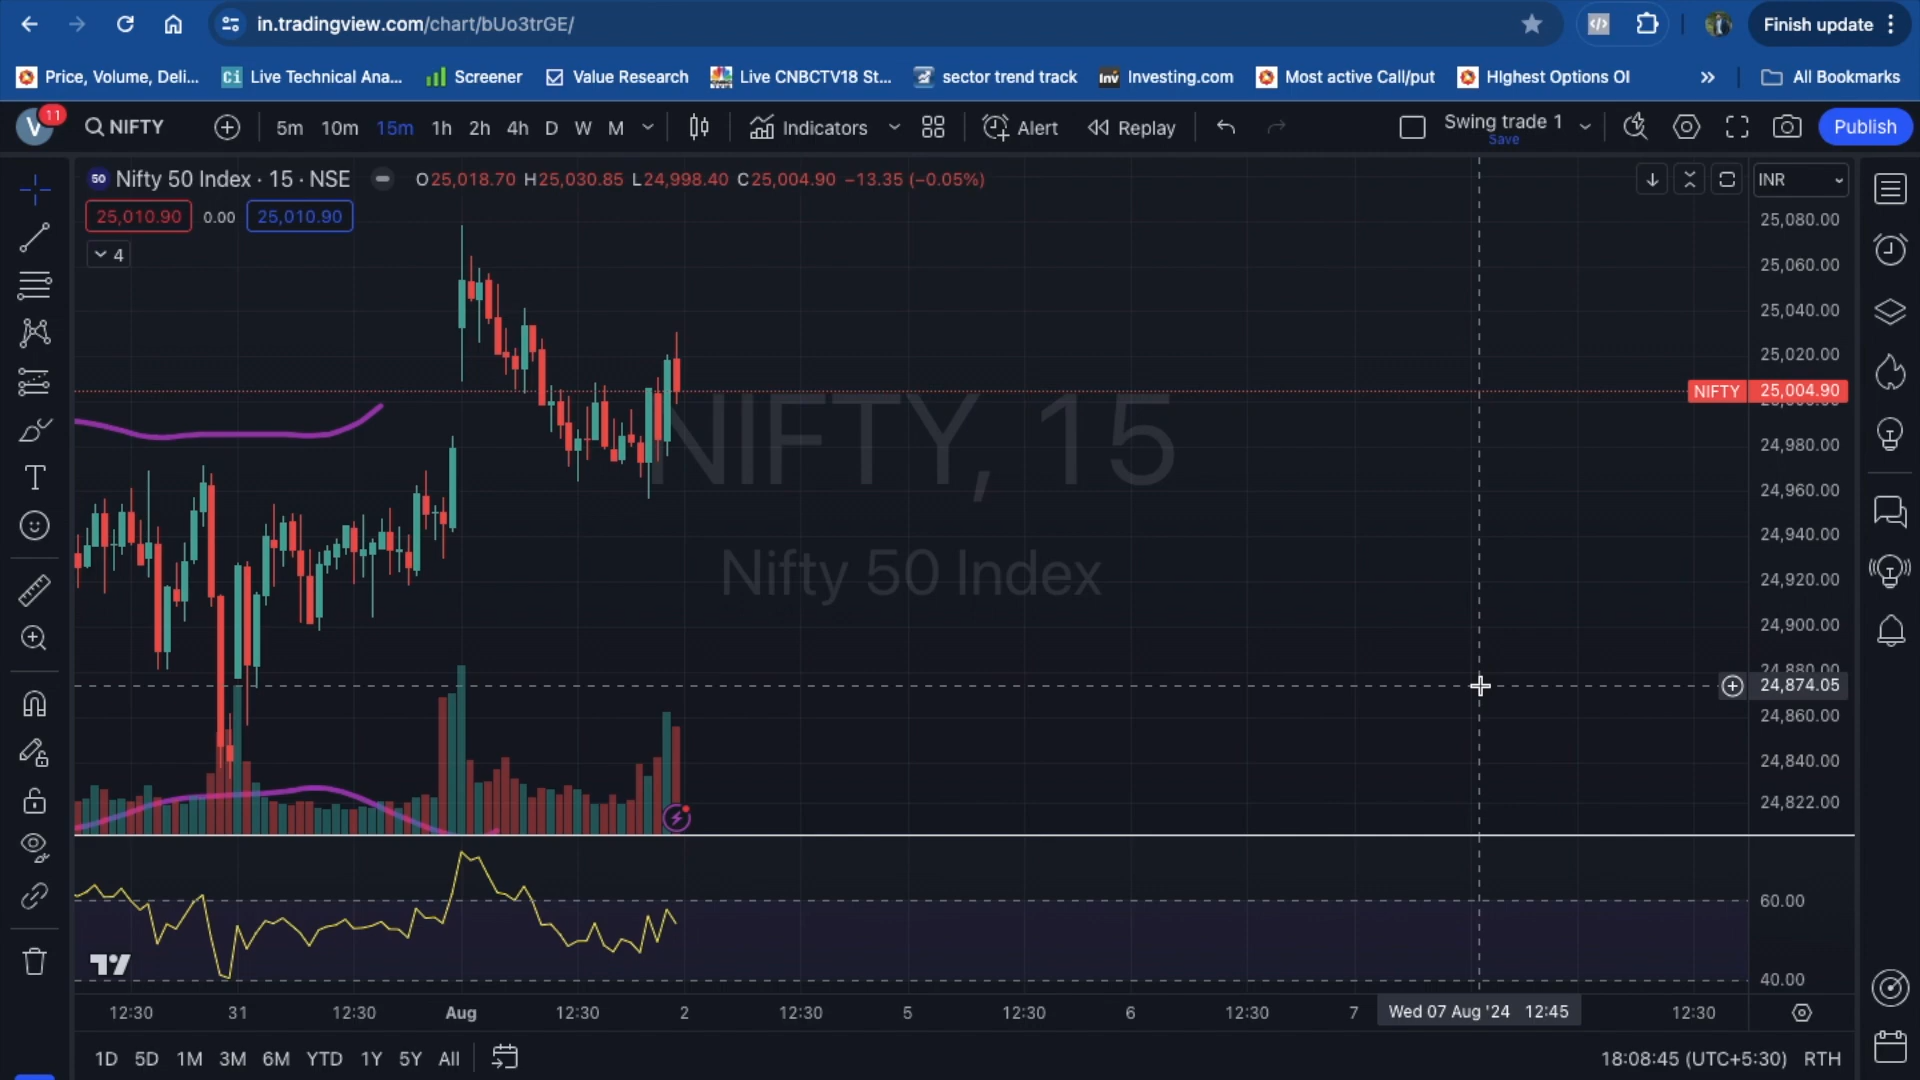 in.tradingview.com/chart/bUo3trGE/
Finish update
Price, Volume, Deli...
Live Technical Ana...
Screener
Value Research
Live CNBCTV18 St...
sector trend track
Inv Investing.com
Most active Call/put
HIghest Options OI
All Bookmarks
V 11
NIFTY
5m 10m 15m 1h 2h 4h D W M
Indicators
Alert
Replay
Swing trade 1
Save
Publish
50 Nifty 50 Index · 15 · NSE
O25,018.70 H25,030.85 L24,998.40 C25,004.90 −13.35 (−0.05%)
INR
25,010.90 0.00 25,010.90
4
25,080.00
25,060.00
25,040.00
25,020.00
NIFTY 25,004.90
24,980.00
24,960.00
24,940.00
24,920.00
24,900.00
24,880.00
24,874.05
24,860.00
24,840.00
24,822.00
NIFTY, 15
Nifty 50 Index
60.00
40.00
12:30 31 12:30 Aug 12:30 2 12:30 5 12:30 6 12:30 7 Wed 07 Aug '24 12:45 12:30
1D 5D 1M 3M 6M YTD 1Y 5Y All
18:08:45 (UTC+5:30) RTH